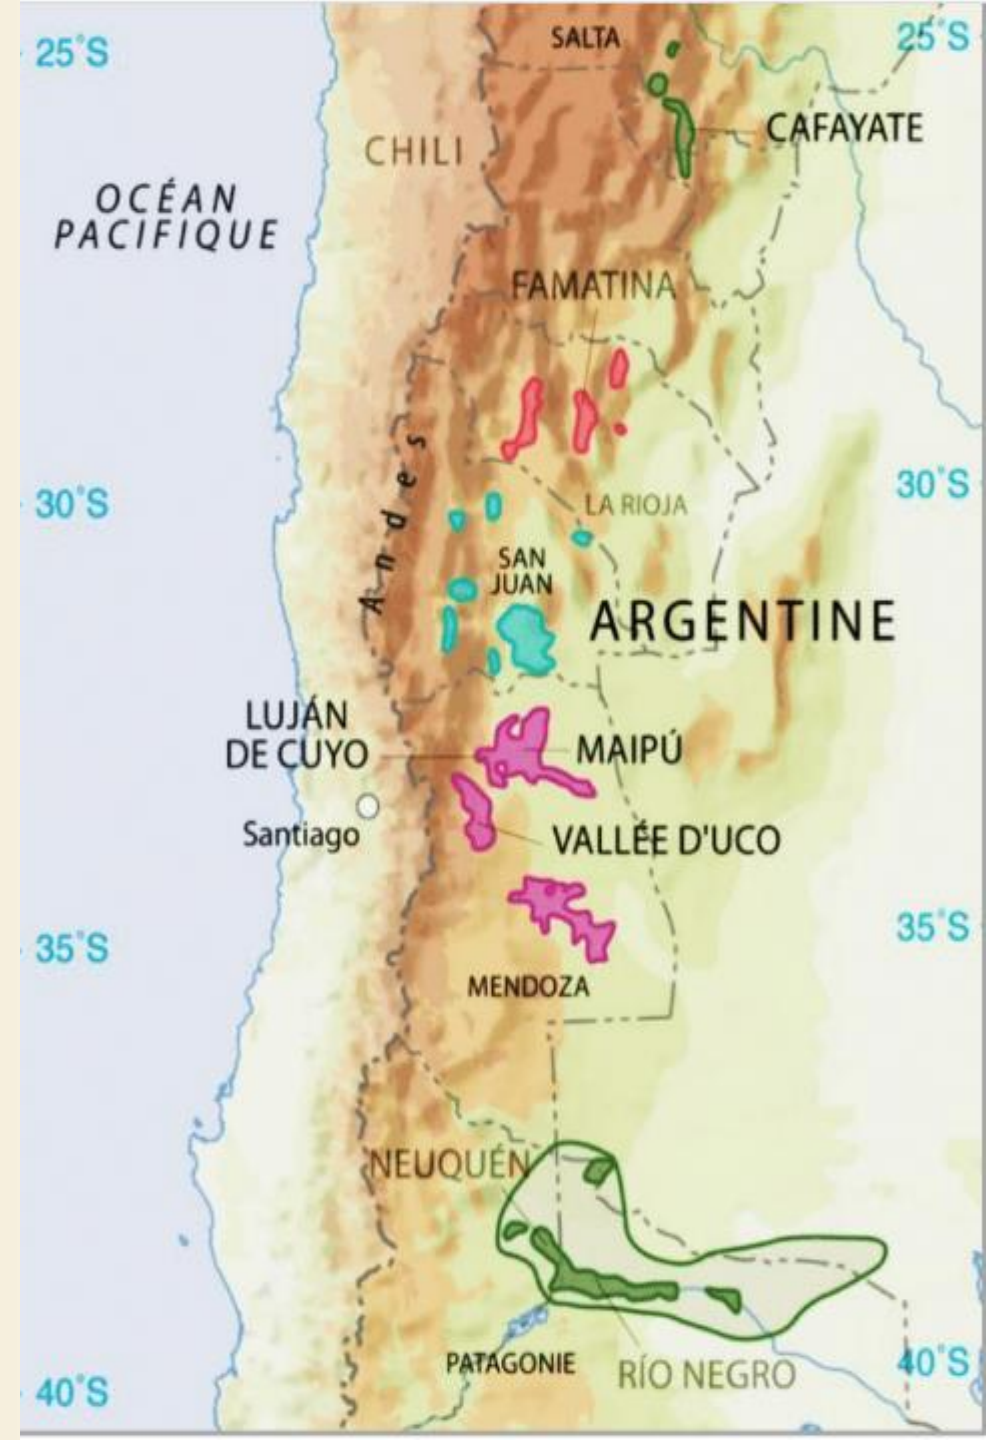 SALTA
25°S
25°S
CAFAYATE
CHILI
OCÉAN
PACIFIQUE
FAMATINA
Andes
30°S
30°S
LA RIOJA
SAN
JUAN
ARGENTINE
LUJÁN
DE CUYO
MAIPÚ
Santiago
VALLÉE D'UCO
35°S
35°S
MENDOZA
NEUQUÉN
PATAGONIE
RÍO NEGRO
40°S
40°S